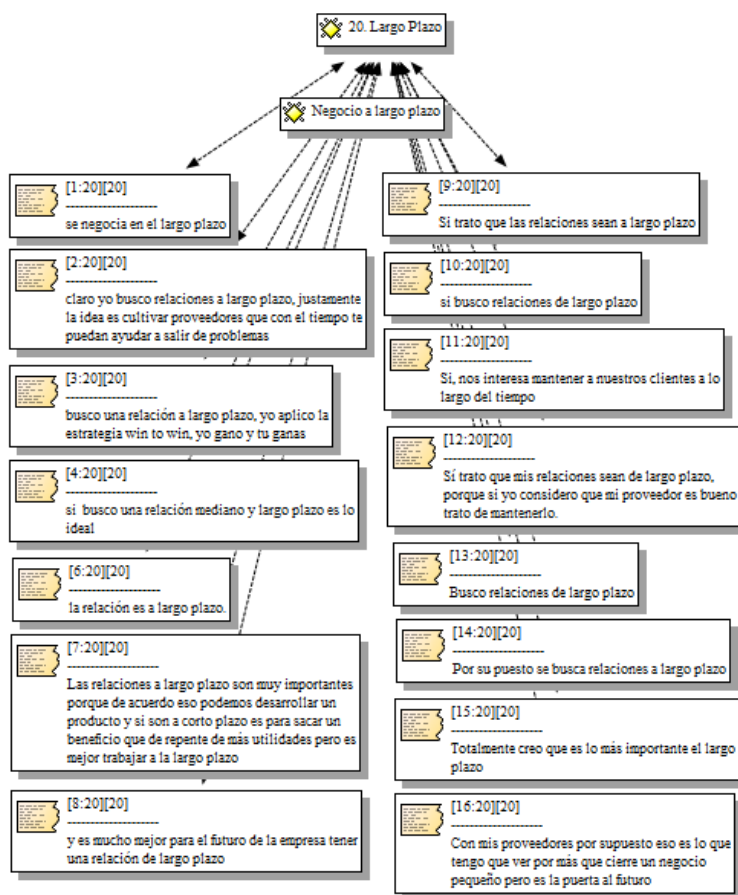 20. Largo Plazo
Negocio a largo plazo
[1:20][20]
--------------------
se negocia en el largo plazo
[2:20][20]
--------------------
claro yo busco relaciones a largo plazo, justamente
la idea es cultivar proveedores que con el tiempo te
puedan ayudar a salir de problemas
[3:20][20]
--------------------
busco una relación a largo plazo, yo aplico la
estrategia win to win, yo gano y tu ganas
[4:20][20]
--------------------
si busco una relación mediano y largo plazo es lo
ideal
[6:20][20]
--------------------
la relación es a largo plazo.
[7:20][20]
--------------------
Las relaciones a largo plazo son muy importantes
porque de acuerdo eso podemos desarrollar un
producto y si son a corto plazo es para sacar un
beneficio que de repente de más utilidades pero es
mejor trabajar a la largo plazo
[8:20][20]
--------------------
y es mucho mejor para el futuro de la empresa tener
una relación de largo plazo
[9:20][20]
--------------------
Si trato que las relaciones sean a largo plazo
[10:20][20]
--------------------
si busco relaciones de largo plazo
[11:20][20]
--------------------
Si, nos interesa mantener a nuestros clientes a lo
largo del tiempo
[12:20][20]
--------------------
Sí trato que mis relaciones sean de largo plazo,
porque si yo considero que mi proveedor es bueno
trato de mantenerlo.
[13:20][20]
--------------------
Busco relaciones de largo plazo
[14:20][20]
--------------------
Por su puesto se busca relaciones a largo plazo
[15:20][20]
--------------------
Totalmente creo que es lo más importante el largo
plazo
[16:20][20]
--------------------
Con mis proveedores por supuesto eso es lo que
tengo que ver por más que cierre un negocio
pequeño pero es la puerta al futuro